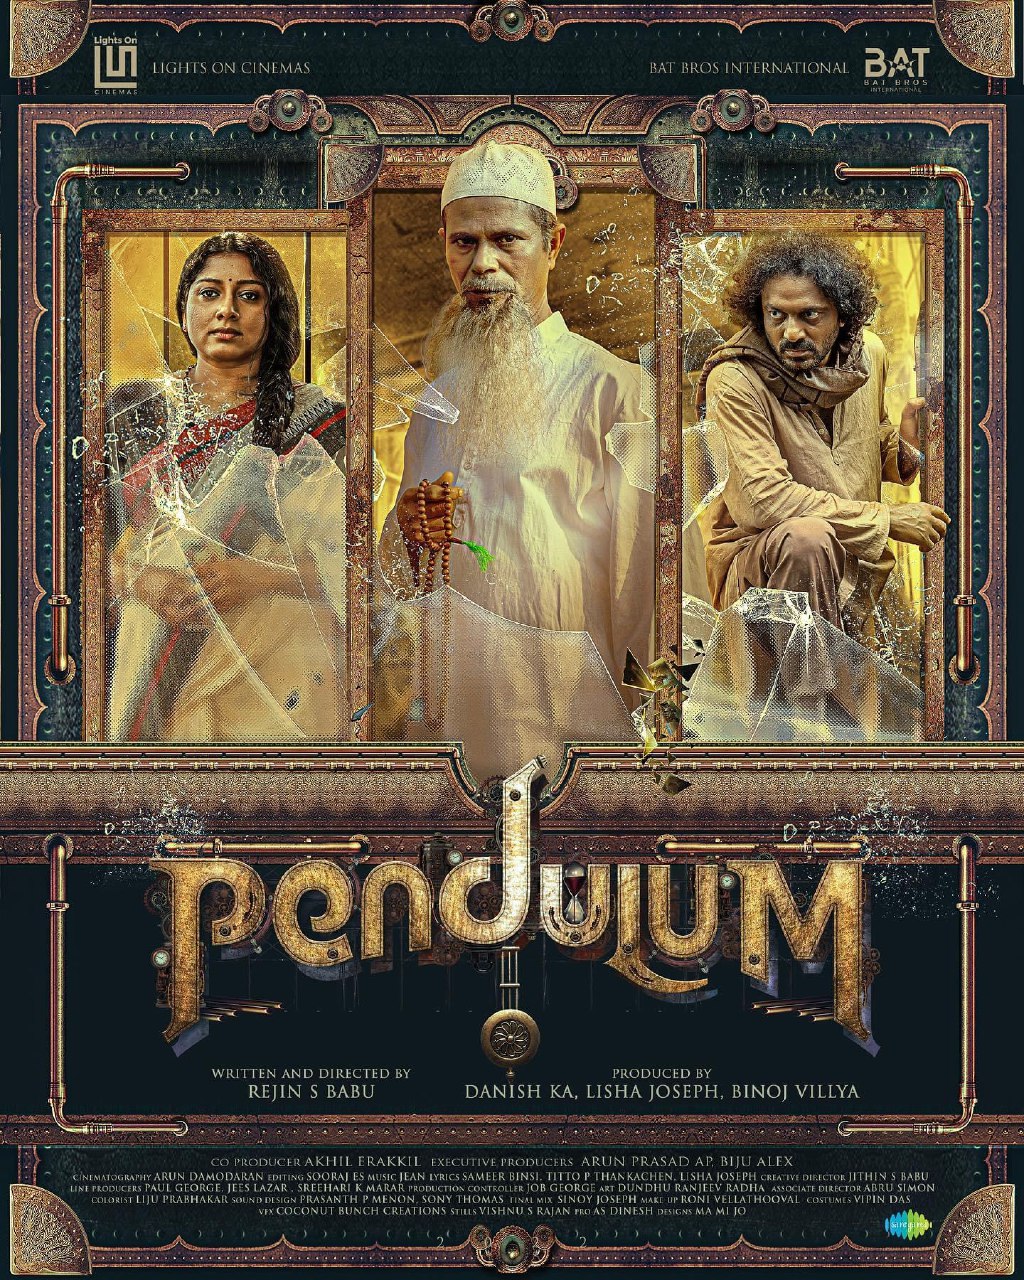 Lights On
CINEMAS
LIGHTS ON CINEMAS
BAT BROS INTERNATIONAL
BAT
BAT BROS
INTERNATIONAL
Pendulum
WRITTEN AND DIRECTED BY
REJIN S BABU
PRODUCED BY
DANISH KA, LISHA JOSEPH, BINOJ VILLYA
CO PRODUCER AKHIL ERAKKIL EXECUTIVE PRODUCERS ARUN PRASAD AP, BIJU ALEX
CINEMATOGRAPHY ARUN DAMODARAN EDITING SOORAJ ES MUSIC JEAN LYRICS SAMEER BINSI, TITTO P THANKACHEN, LISHA JOSEPH CREATIVE DIRECTOR JITHIN S BABU
LINE PRODUCERS PAUL GEORGE, JEES LAZAR, SREEHARI K MARAR PRODUCTION CONTROLLER JOB GEORGE ART DUNDHU RANJEEV RADHA ASSOCIATE DIRECTOR ABRU SIMON
COLORIST LIJU PRABHAKAR SOUND DESIGN PRASANTH P MENON, SONY THOMAS FINAL MIX SINOY JOSEPH MAKE UP RONI VELLATHOOVAL COSTUMES VIPIN DAS
VFX COCONUT BUNCH CREATIONS STILLS VISHNU S RAJAN PRO AS DINESH DESIGNS MA MI JO
saregama